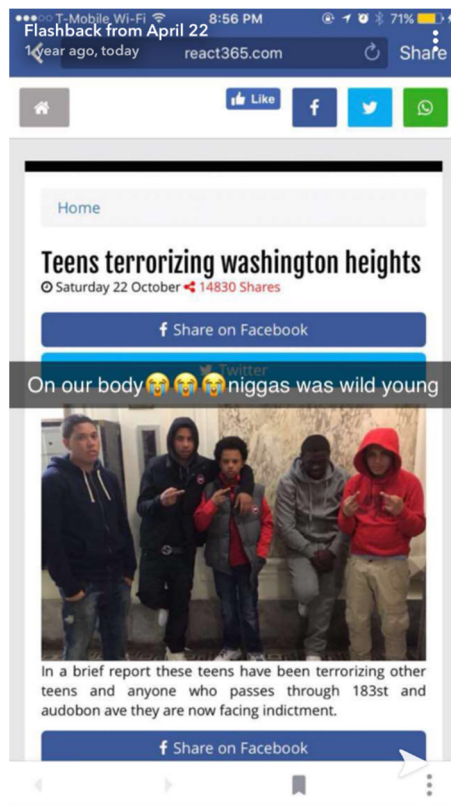 T-Mobile Wi-Fi 8:56 PM 71%
Flashback from April 22
1 year ago, today
react365.com
Share
Like
Home
Teens terrorizing washington heights
Saturday 22 October 14830 Shares
Share on Facebook
Twitter
On our body😭😭😭niggas was wild young
In a brief report these teens have been terrorizing other
teens and anyone who passes through 183st and
audobon ave they are now facing indictment.
Share on Facebook